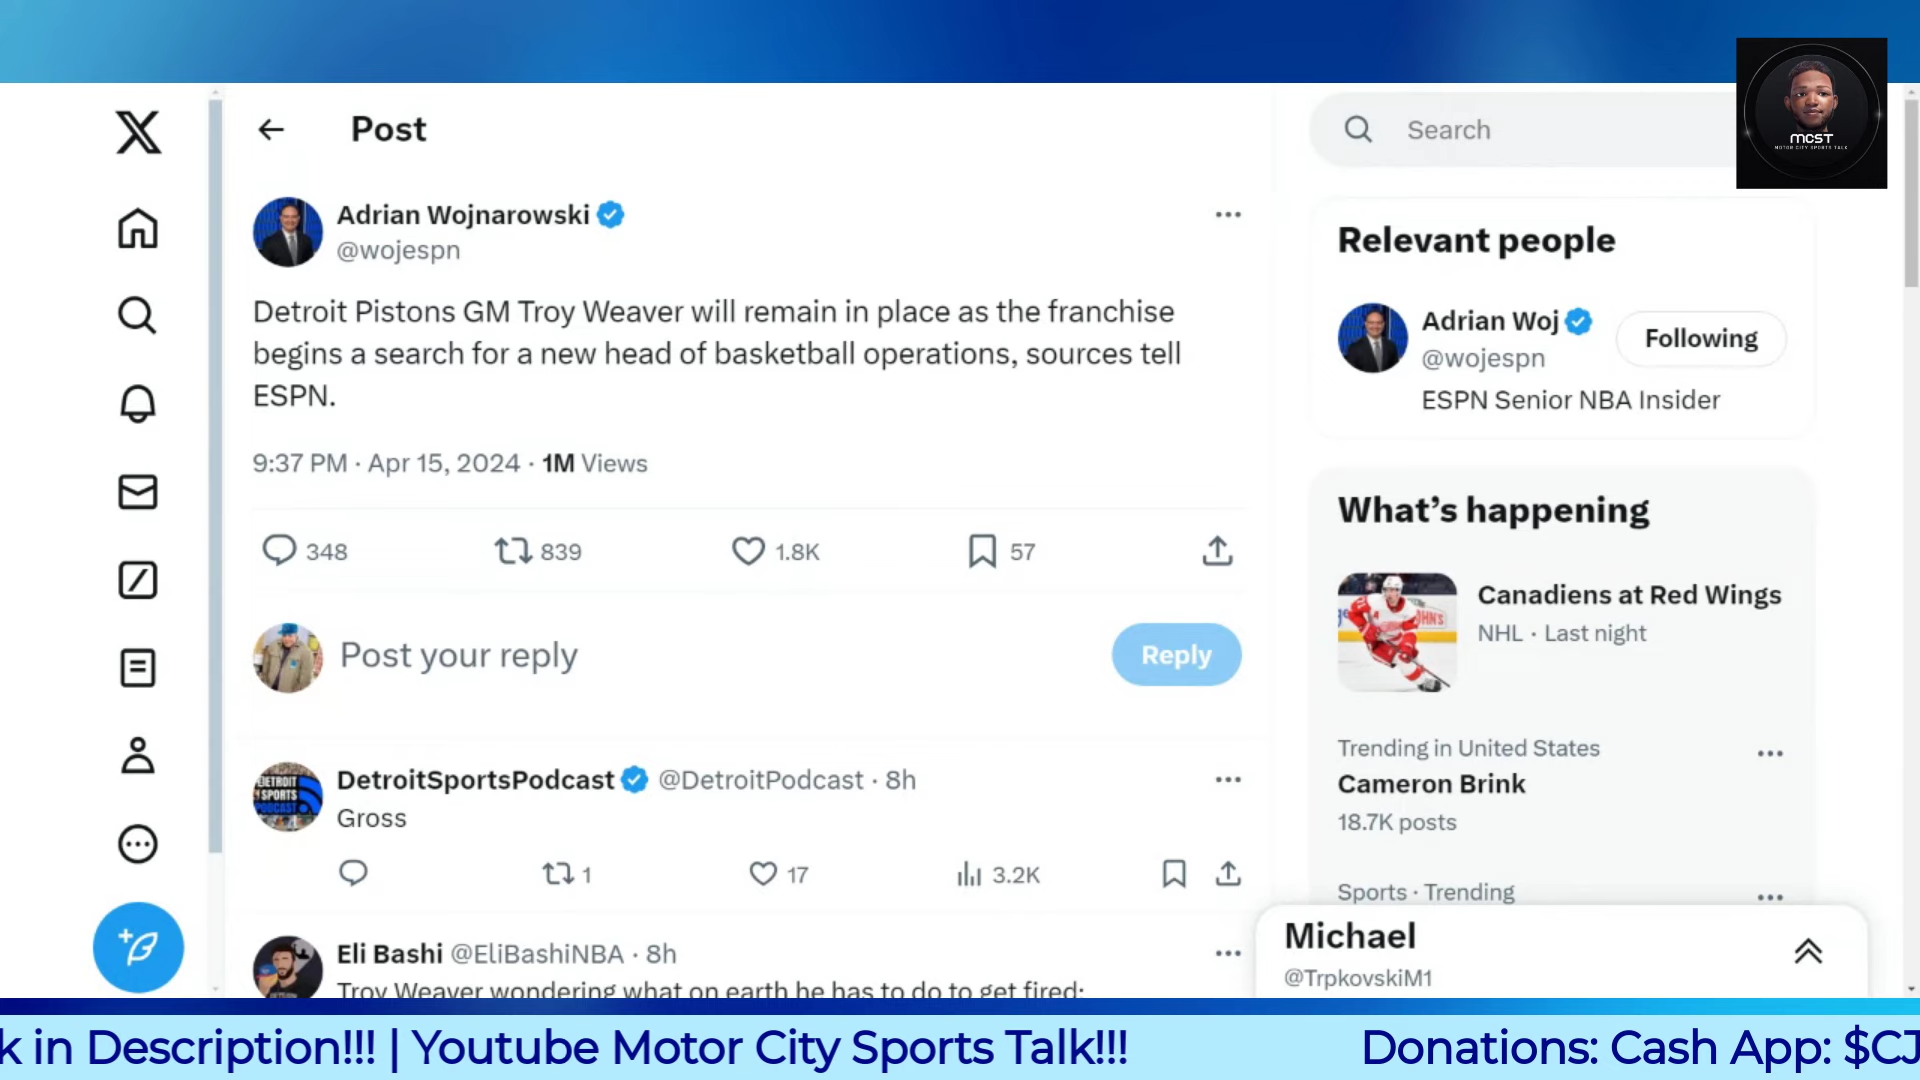 Post
Adrian Wojnarowski
@wojespn
Detroit Pistons GM Troy Weaver will remain in place as the franchise
begins a search for a new head of basketball operations, sources tell
ESPN.
9:37 PM · Apr 15, 2024 · 1M Views
348 839 1.8K 57
Post your reply
Reply
DetroitSportsPodcast @DetroitPodcast · 8h
Gross
1 17 3.2K
Eli Bashi @EliBashiNBA · 8h
Troy Weaver wondering what on earth he has to do to get fired:
Search
MCST
MOTOR CITY SPORTS TALK
Relevant people
Adrian Woj
@wojespn
Following
ESPN Senior NBA Insider
What's happening
Canadiens at Red Wings
NHL · Last night
Trending in United States
Cameron Brink
18.7K posts
Sports · Trending
Michael
@TrpkovskiM1
k in Description!!! | Youtube Motor City Sports Talk!!! Donations: Cash App: $CJ